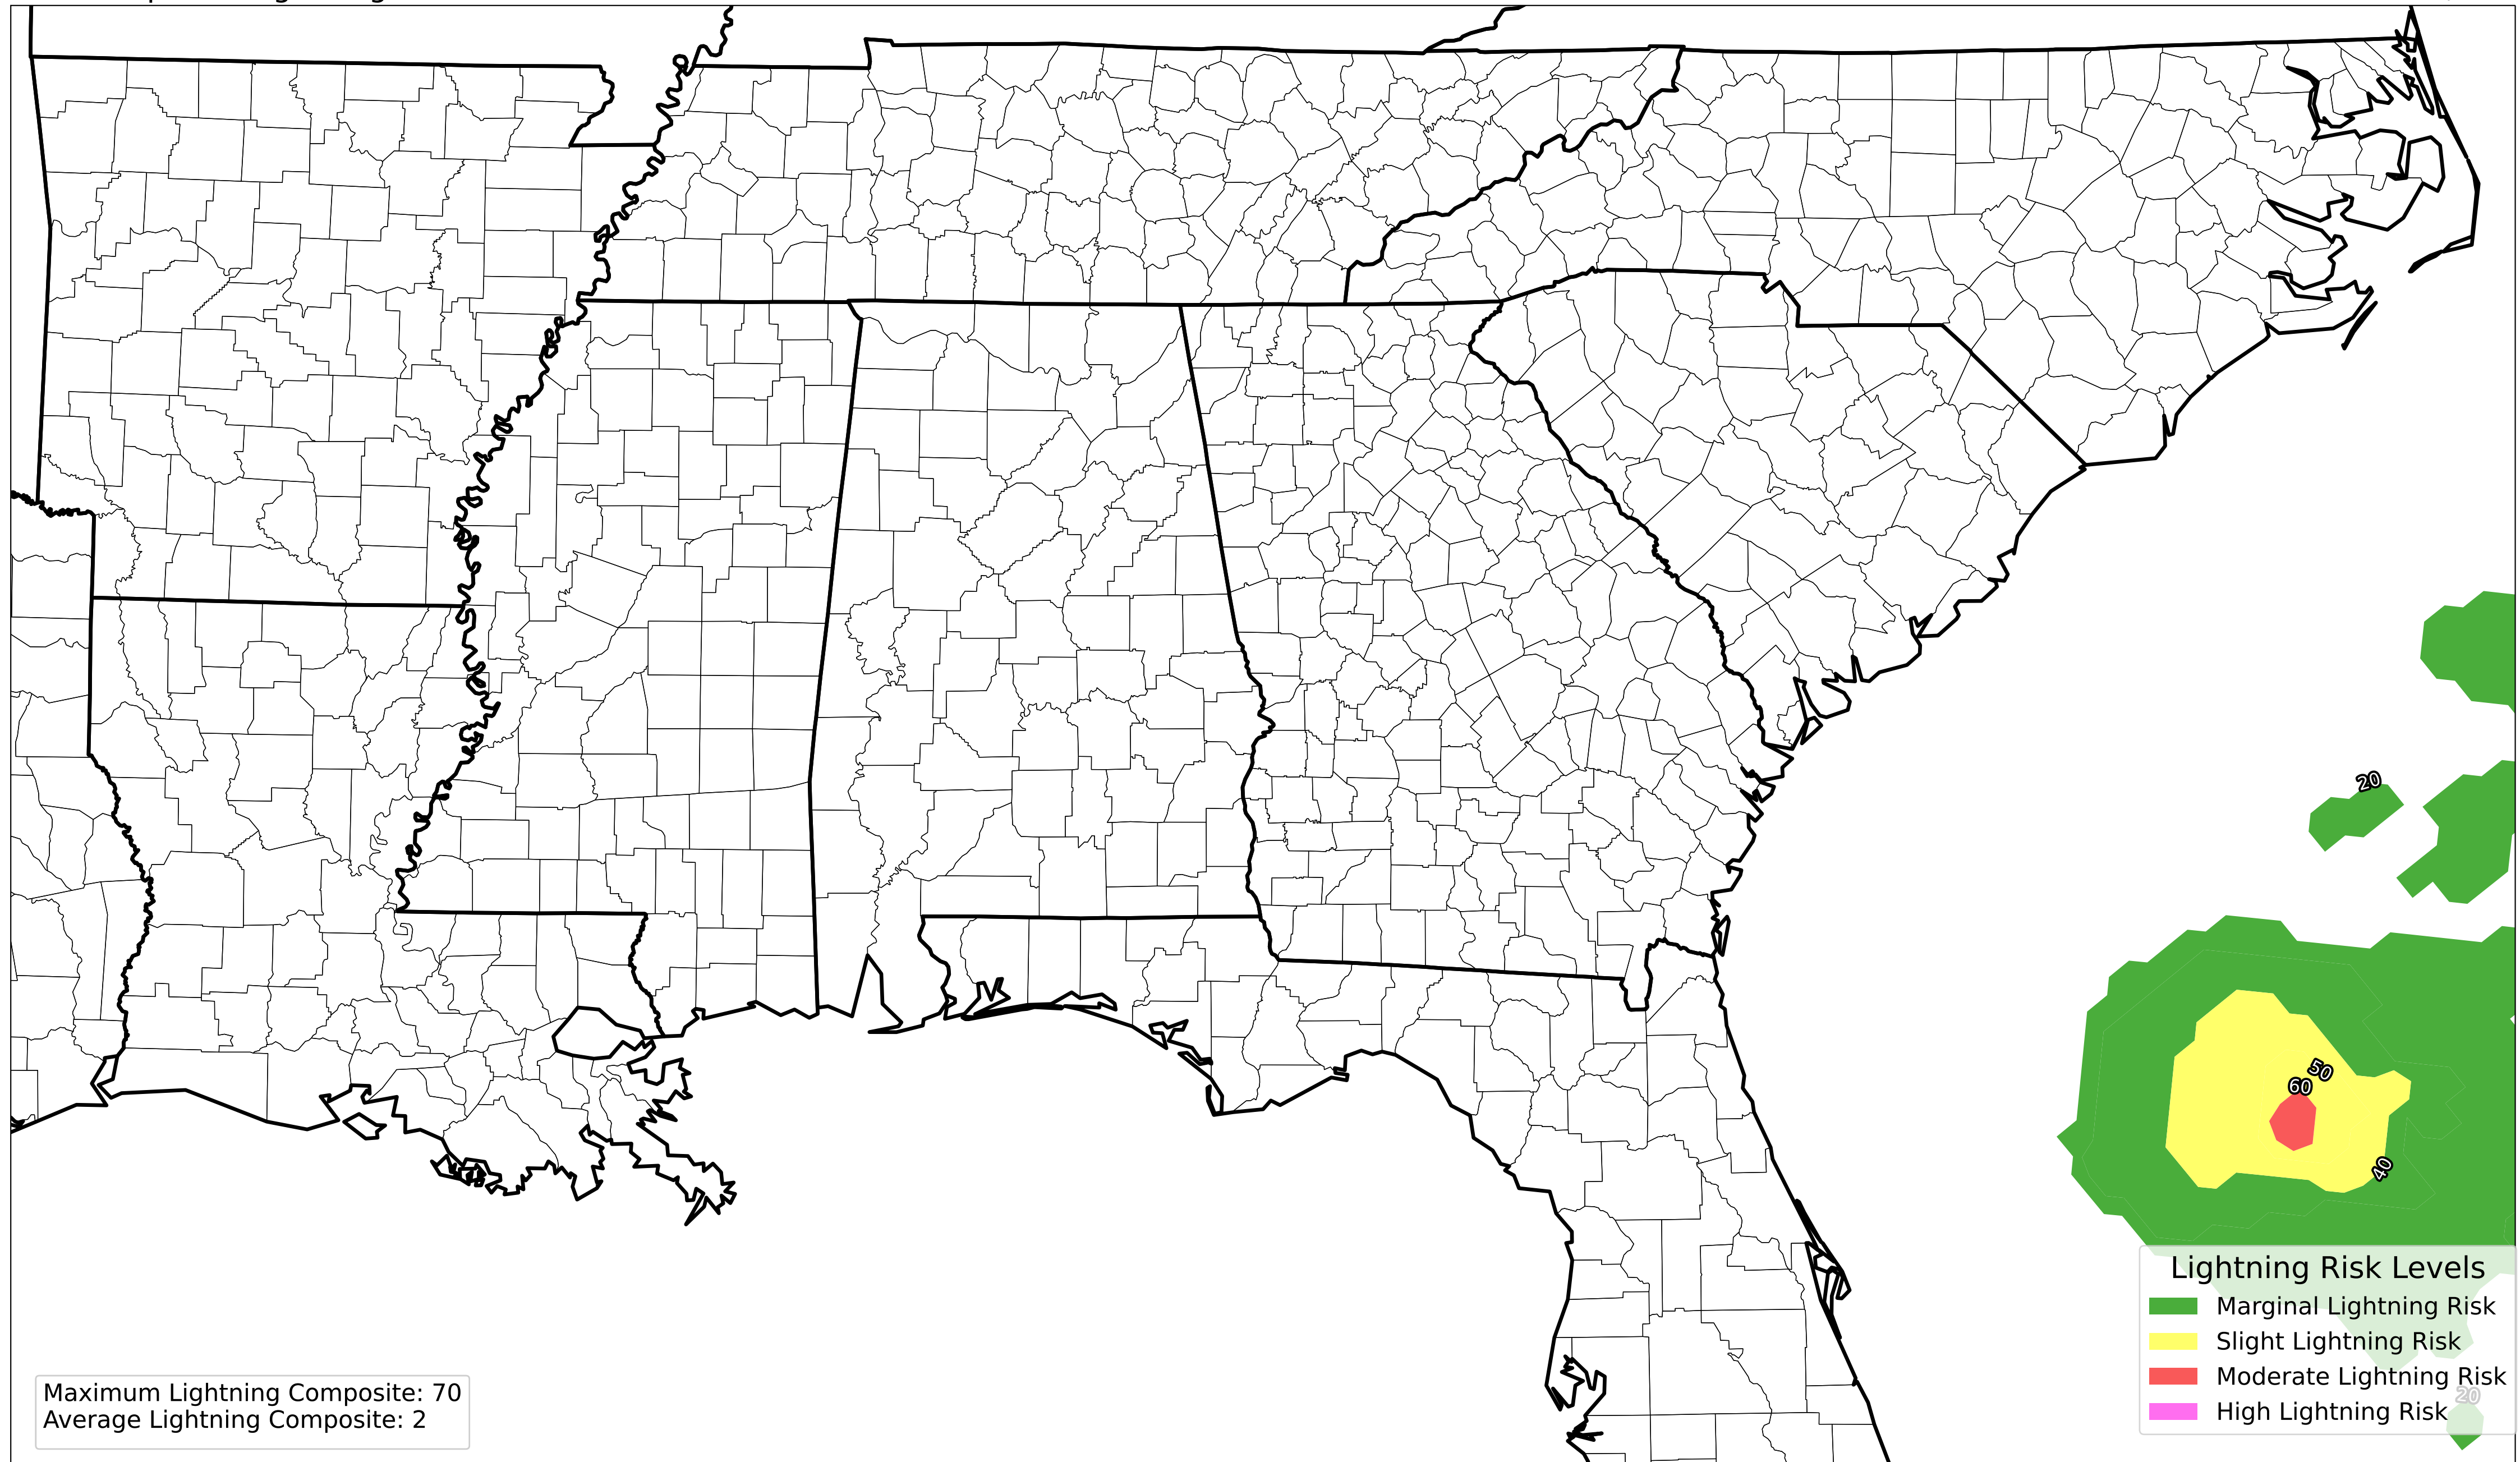 20
50
60
40
Lightning Risk Levels
Marginal Lightning Risk
Slight Lightning Risk
Moderate Lightning Risk
High Lightning Risk
20
Maximum Lightning Composite: 70
Average Lightning Composite: 2